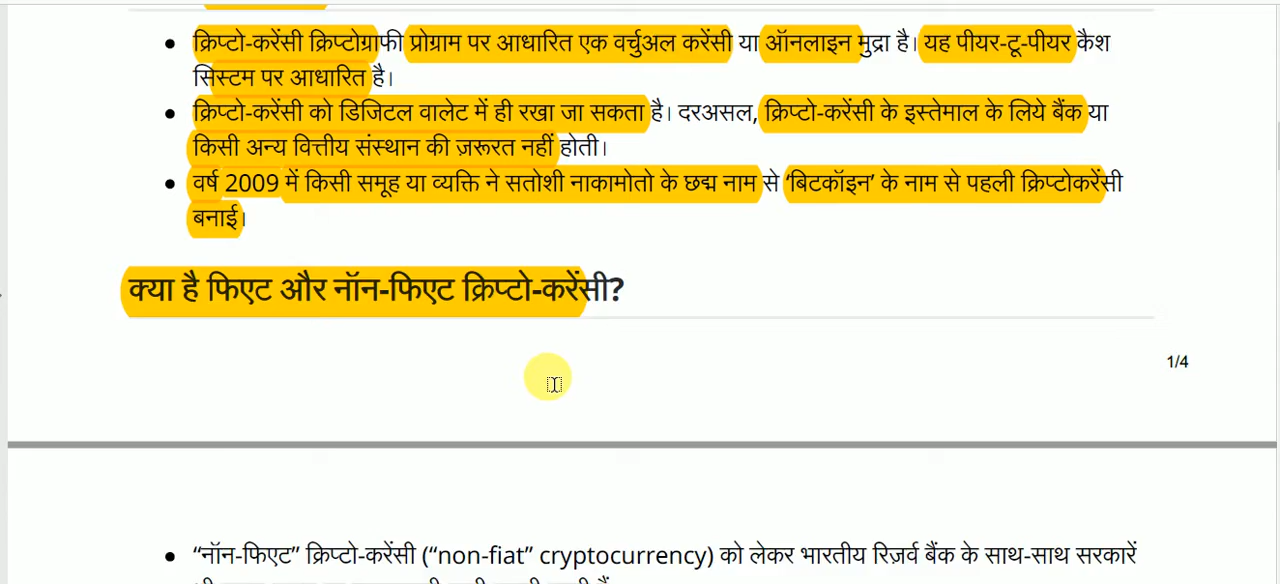 क्रिप्टो-करेंसी क्रिप्टोग्राफी प्रोग्राम पर आधारित एक वर्चुअल करेंसी या ऑनलाइन मुद्रा है। यह पीयर-टू-पीयर कैश
सिस्टम पर आधारित है।
क्रिप्टो-करेंसी को डिजिटल वालेट में ही रखा जा सकता है। दरअसल, क्रिप्टो-करेंसी के इस्तेमाल के लिये बैंक या
किसी अन्य वित्तीय संस्थान की ज़रूरत नहीं होती।
वर्ष 2009 में किसी समूह या व्यक्ति ने सतोशी नाकामोतो के छद्म नाम से ‘बिटकॉइन’ के नाम से पहली क्रिप्टोकरेंसी
बनाई।
क्या है फिएट और नॉन-फिएट क्रिप्टो-करेंसी?
1/4
“नॉन-फिएट” क्रिप्टो-करेंसी (“non-fiat” cryptocurrency) को लेकर भारतीय रिज़र्व बैंक के साथ-साथ सरकारें